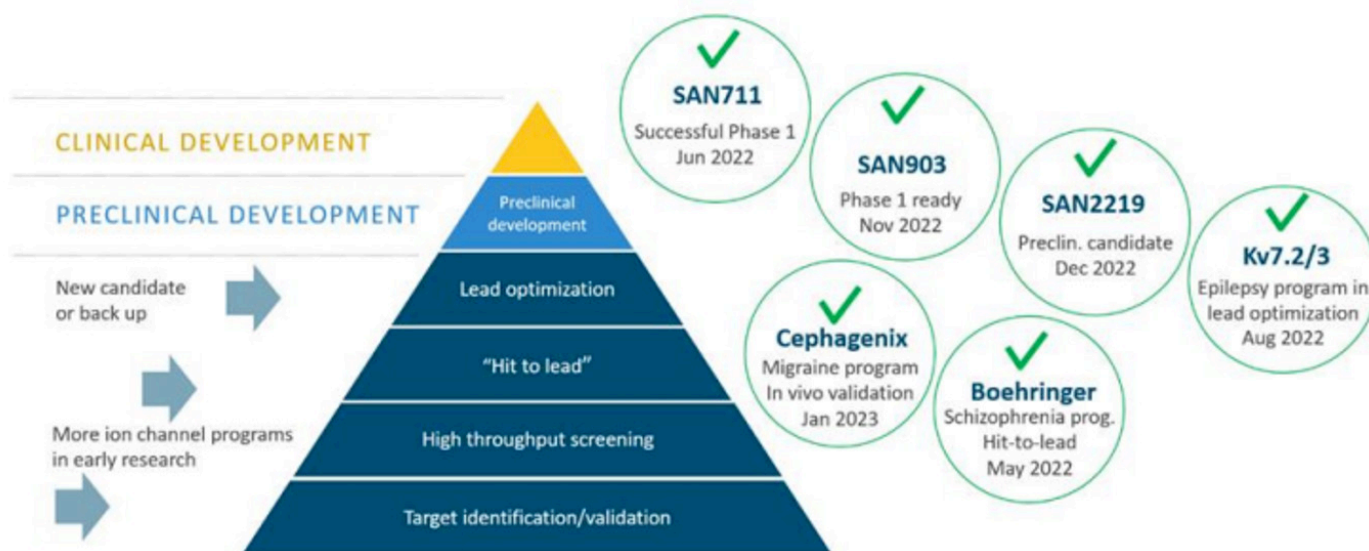 CLINICAL DEVELOPMENT
PRECLINICAL DEVELOPMENT
New candidate
or back up
More ion channel programs
in early research
Preclinical
development
Lead optimization
“Hit to lead”
High throughput screening
Target identification/validation
SAN711
Successful Phase 1
Jun 2022
SAN903
Phase 1 ready
Nov 2022
SAN2219
Preclin. candidate
Dec 2022
Kv7.2/3
Epilepsy program in
lead optimization
Aug 2022
Cephagenix
Migraine program
In vivo validation
Jan 2023
Boehringer
Schizophrenia prog.
Hit-to-lead
May 2022